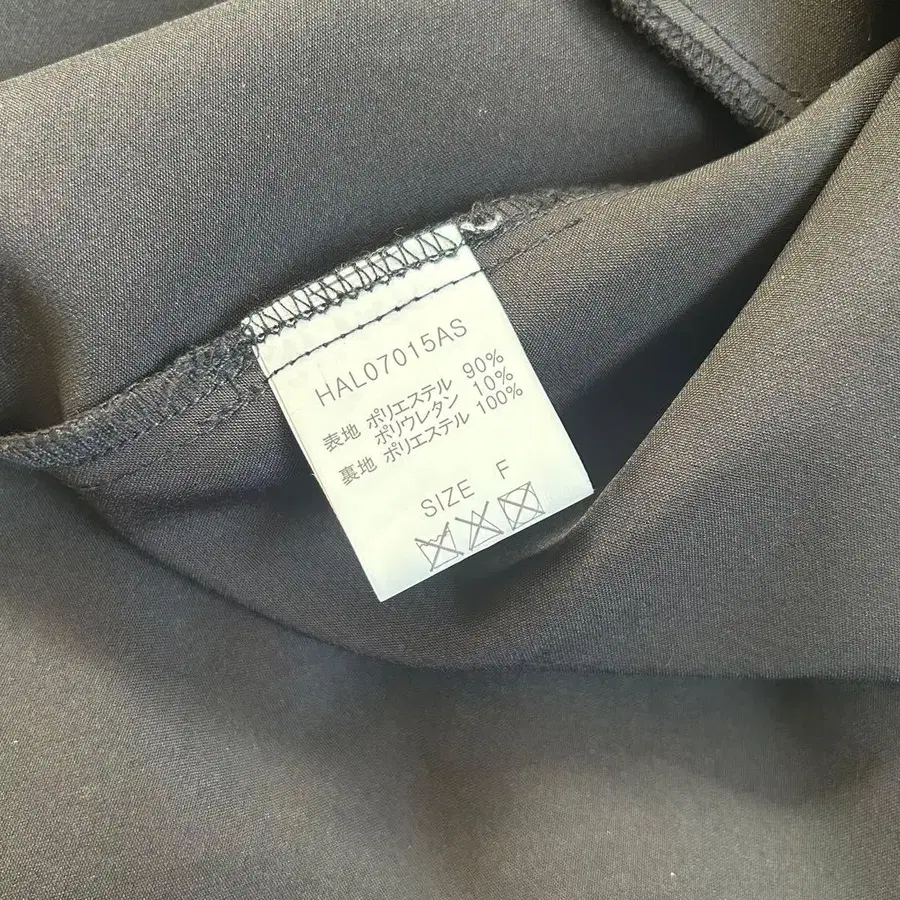 HAL07015AS
表地 ポリエステル 90%
ポリウレタン 10%
裏地 ポリエステル 100%
SIZE F